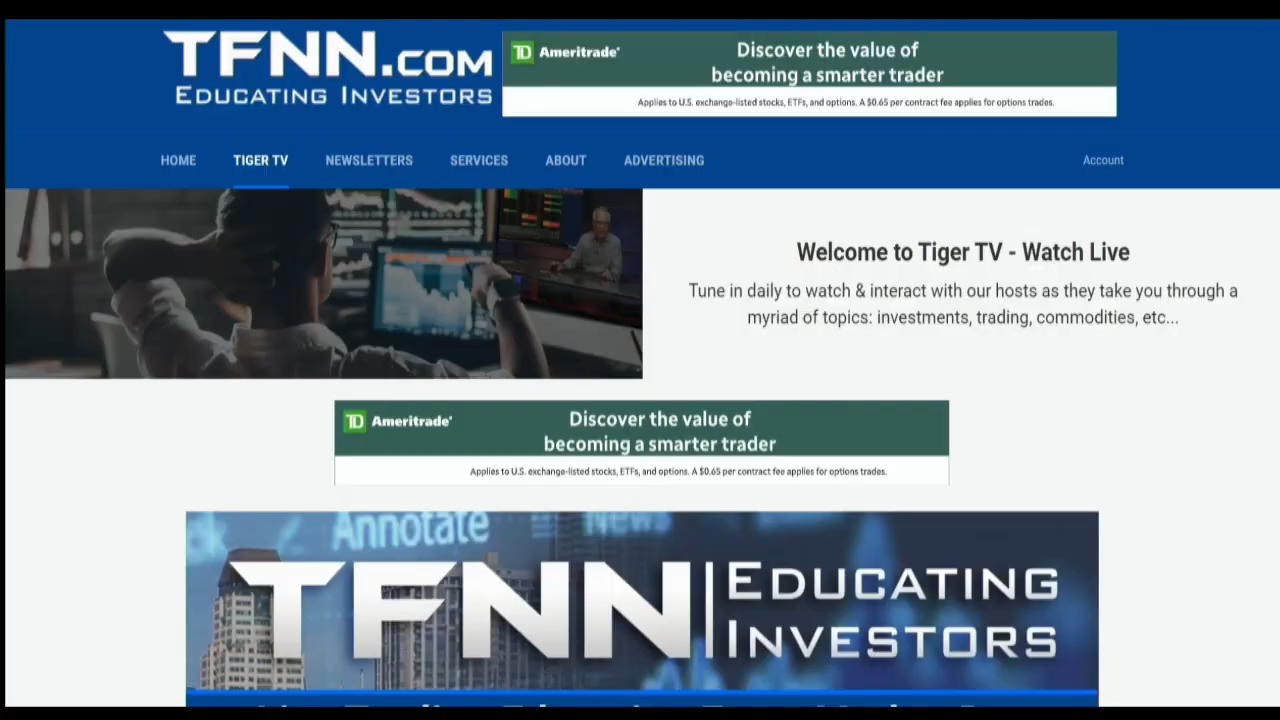 TFNN.COM
EDUCATING INVESTORS
TD Ameritrade
Discover the value of
becoming a smarter trader
Applies to U.S. exchange-listed stocks, ETFs, and options. A $0.65 per contract fee applies for options trades.
HOME TIGER TV NEWSLETTERS SERVICES ABOUT ADVERTISING Account
Welcome to Tiger TV - Watch Live
Tune in daily to watch & interact with our hosts as they take you through a
myriad of topics: investments, trading, commodities, etc...
TD Ameritrade
Discover the value of
becoming a smarter trader
Applies to U.S. exchange-listed stocks, ETFs, and options. A $0.65 per contract fee applies for options trades.
Annotate News
TFNN EDUCATING
INVESTORS